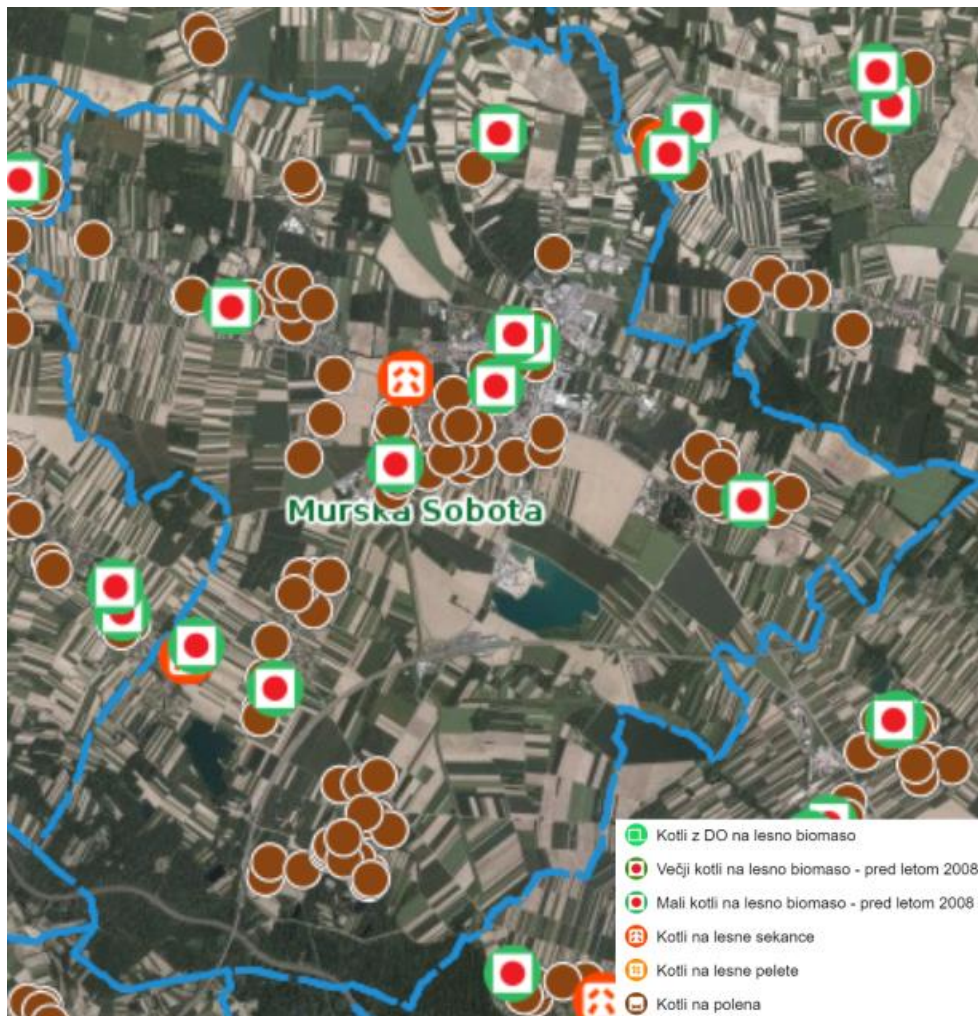 Murska Sobota
Kotli z DO na lesno biomaso
Večji kotli na lesno biomaso - pred letom 2008
Mali kotli na lesno biomaso - pred letom 2008
Kotli na lesne sekance
Kotli na lesne pelete
Kotli na polena